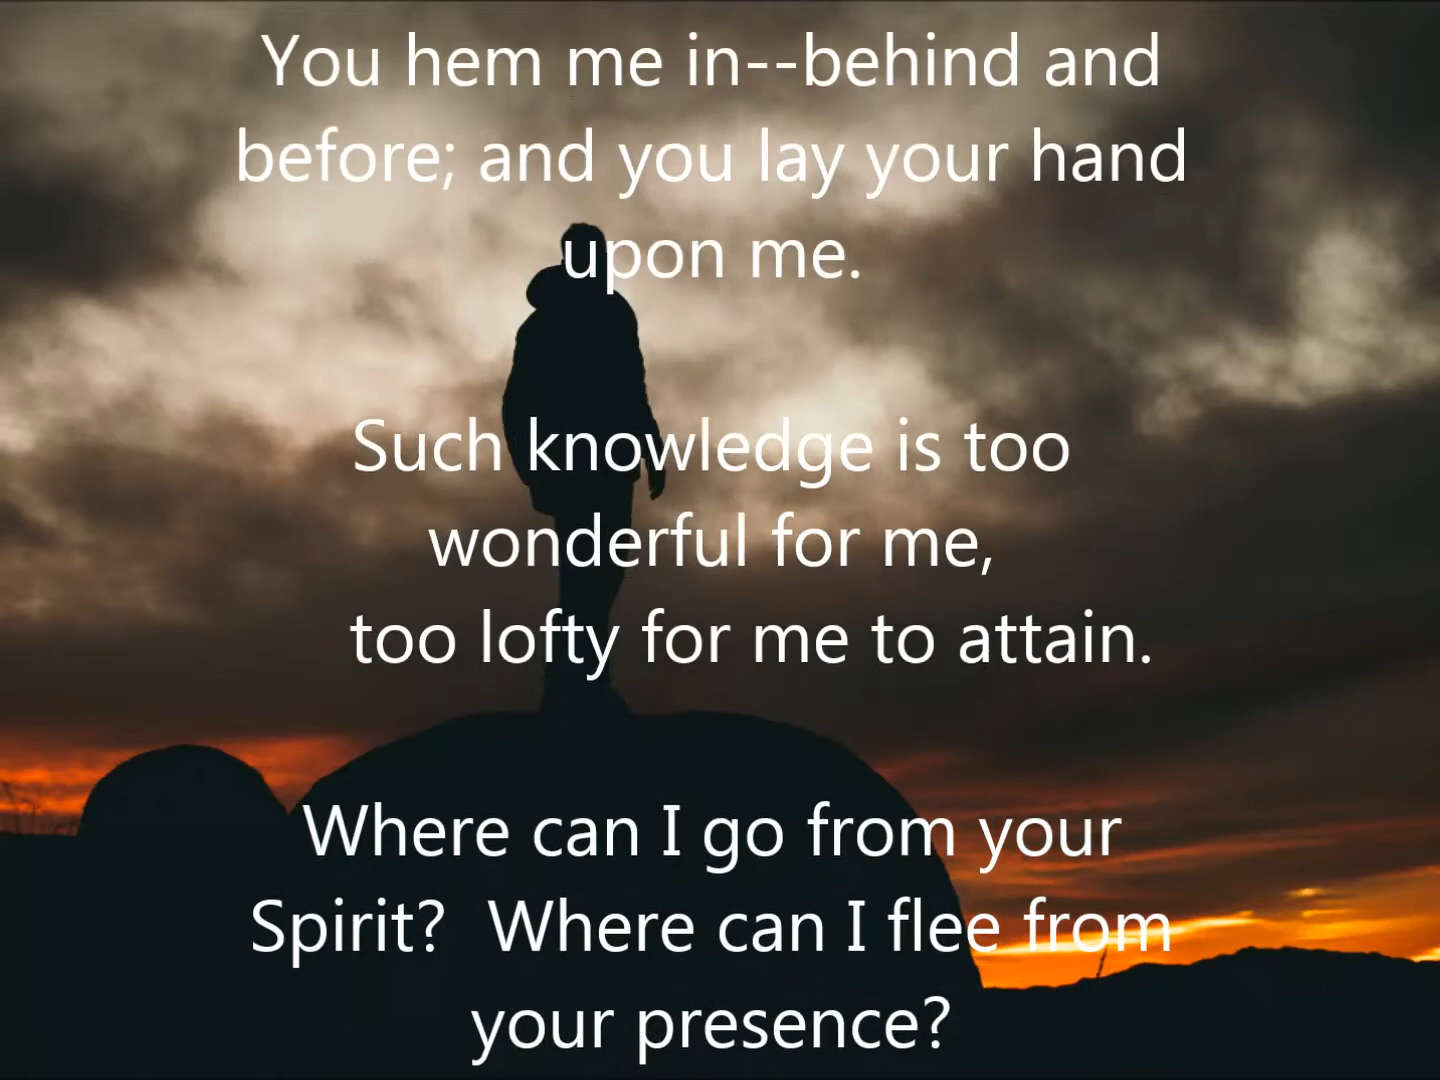 You hem me in--behind and
before; and you lay your hand
upon me.
Such knowledge is too
wonderful for me,
too lofty for me to attain.
Where can I go from your
Spirit?  Where can I flee from
your presence?